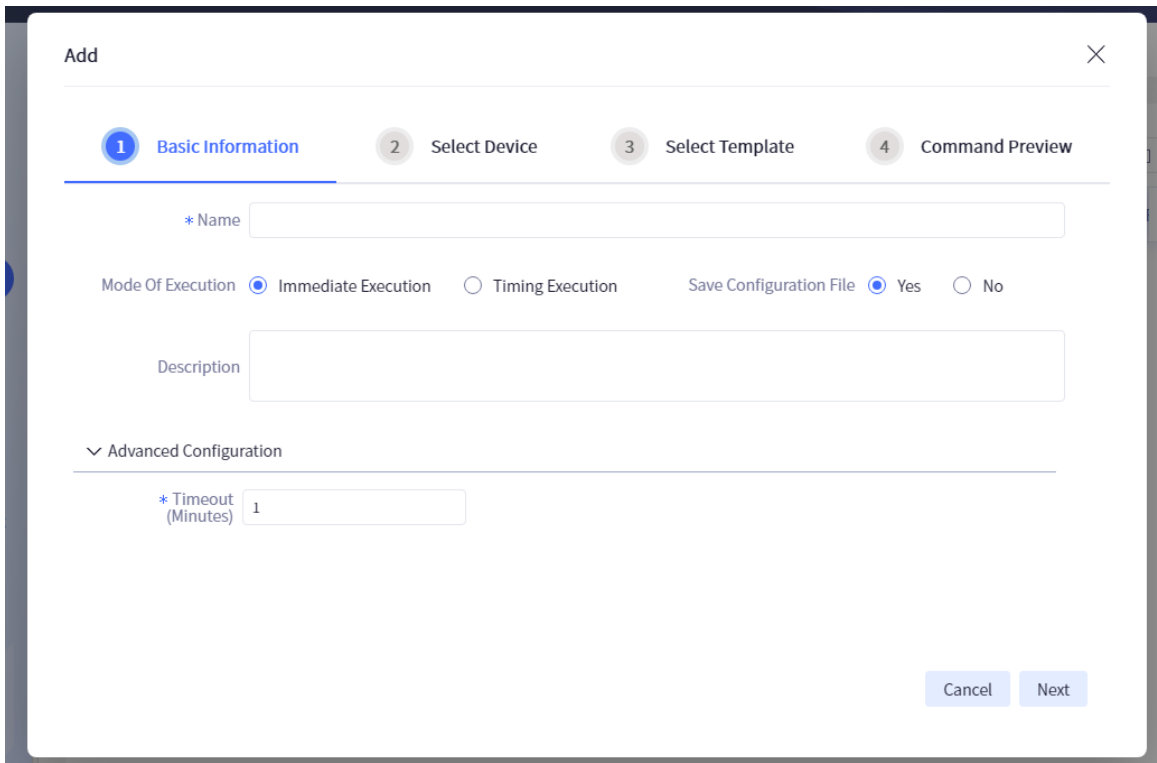 Add
1 Basic Information 2 Select Device 3 Select Template 4 Command Preview
* Name
Mode Of Execution Immediate Execution Timing Execution Save Configuration File Yes No
Description
Advanced Configuration
* Timeout
(Minutes) 1
Cancel Next